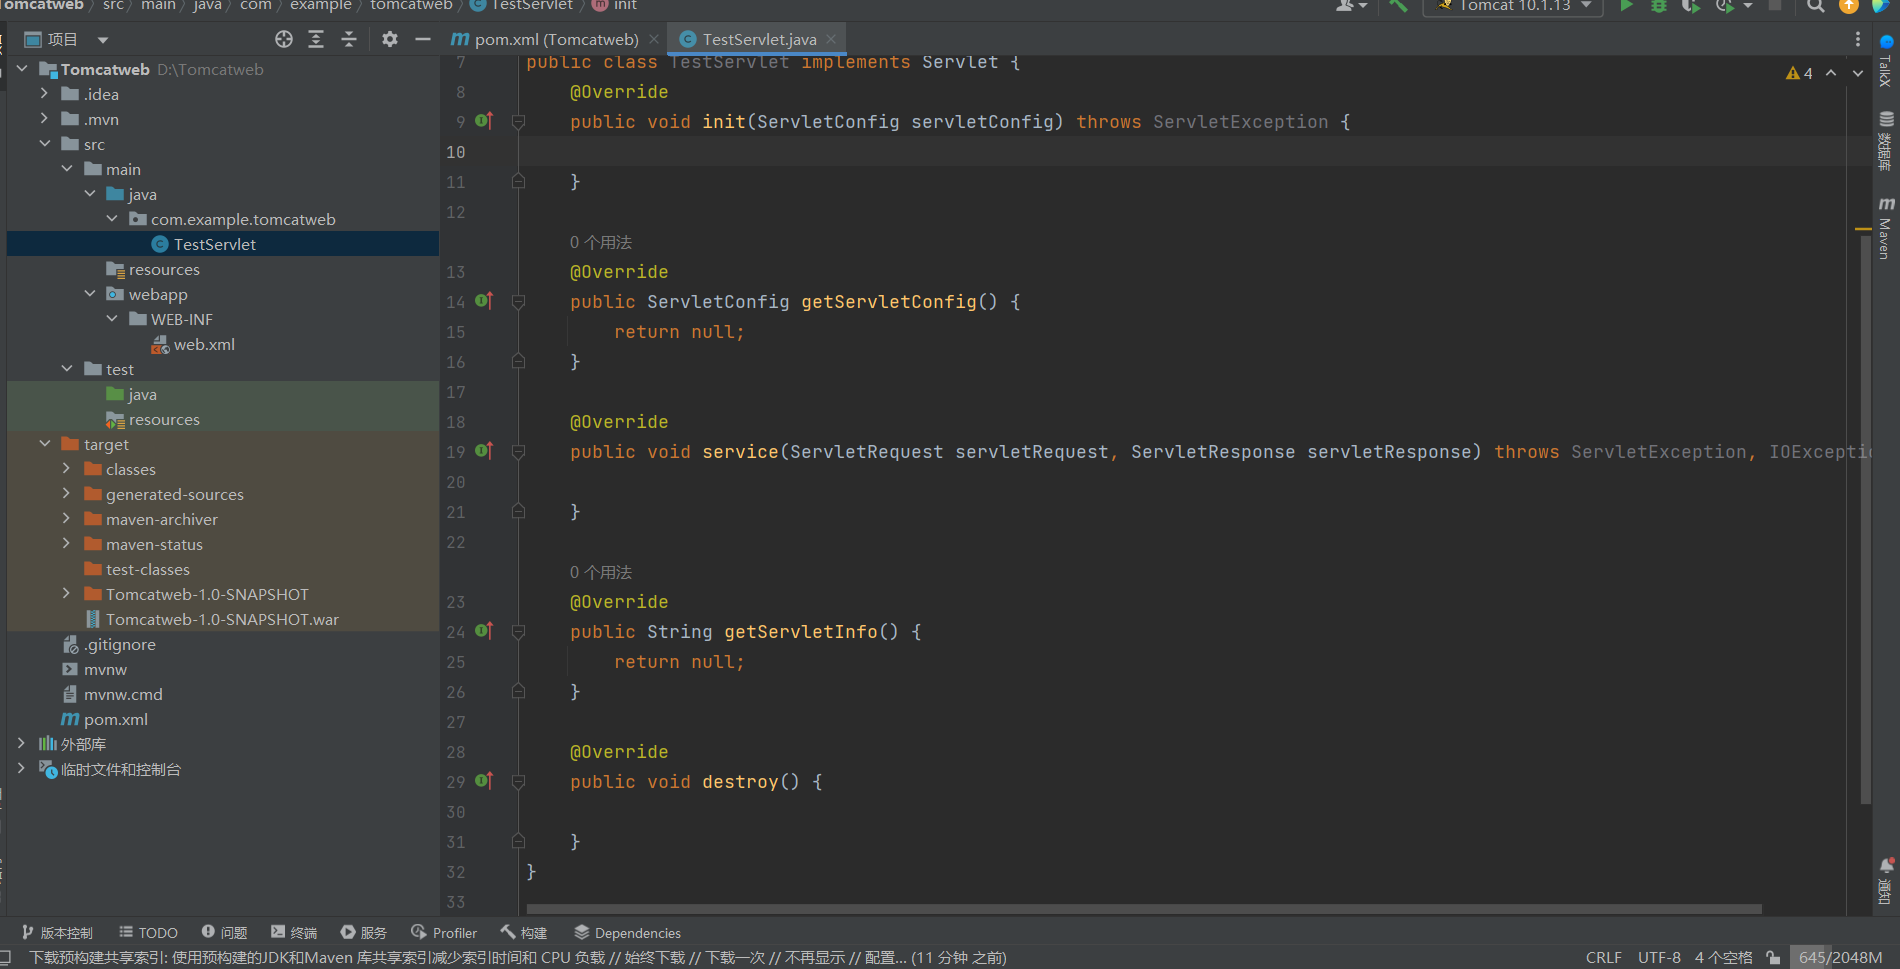 Tomcatweb src main java com example tomcatweb TestServlet init
Tomcat 10.1.13
项目
pom.xml (Tomcatweb)
TestServlet.java
Tomcatweb D:\Tomcatweb
.idea
.mvn
src
main
java
com.example.tomcatweb
TestServlet
resources
webapp
WEB-INF
web.xml
test
java
resources
target
classes
generated-sources
maven-archiver
maven-status
test-classes
Tomcatweb-1.0-SNAPSHOT
Tomcatweb-1.0-SNAPSHOT.war
.gitignore
mvnw
mvnw.cmd
pom.xml
外部库
临时文件和控制台
4
7 public class TestServlet implements Servlet {
8 @Override
9 public void init(ServletConfig servletConfig) throws ServletException {
10
11 }
12
0 个用法
13 @Override
14 public ServletConfig getServletConfig() {
15 return null;
16 }
17
18 @Override
19 public void service(ServletRequest servletRequest, ServletResponse servletResponse) throws ServletException, IOExceptio
20
21 }
22
0 个用法
23 @Override
24 public String getServletInfo() {
25 return null;
26 }
27
28 @Override
29 public void destroy() {
30
31 }
32 }
33
TalkX
数据库
Maven
通知
版本控制 TODO 问题 终端 服务 Profiler 构建 Dependencies
下载预构建共享索引: 使用预构建的JDK和Maven 库共享索引减少索引时间和 CPU 负载 // 始终下载 // 下载一次 // 不再显示 // 配置... (11 分钟 之前)
CRLF UTF-8 4 个空格 645/2048M